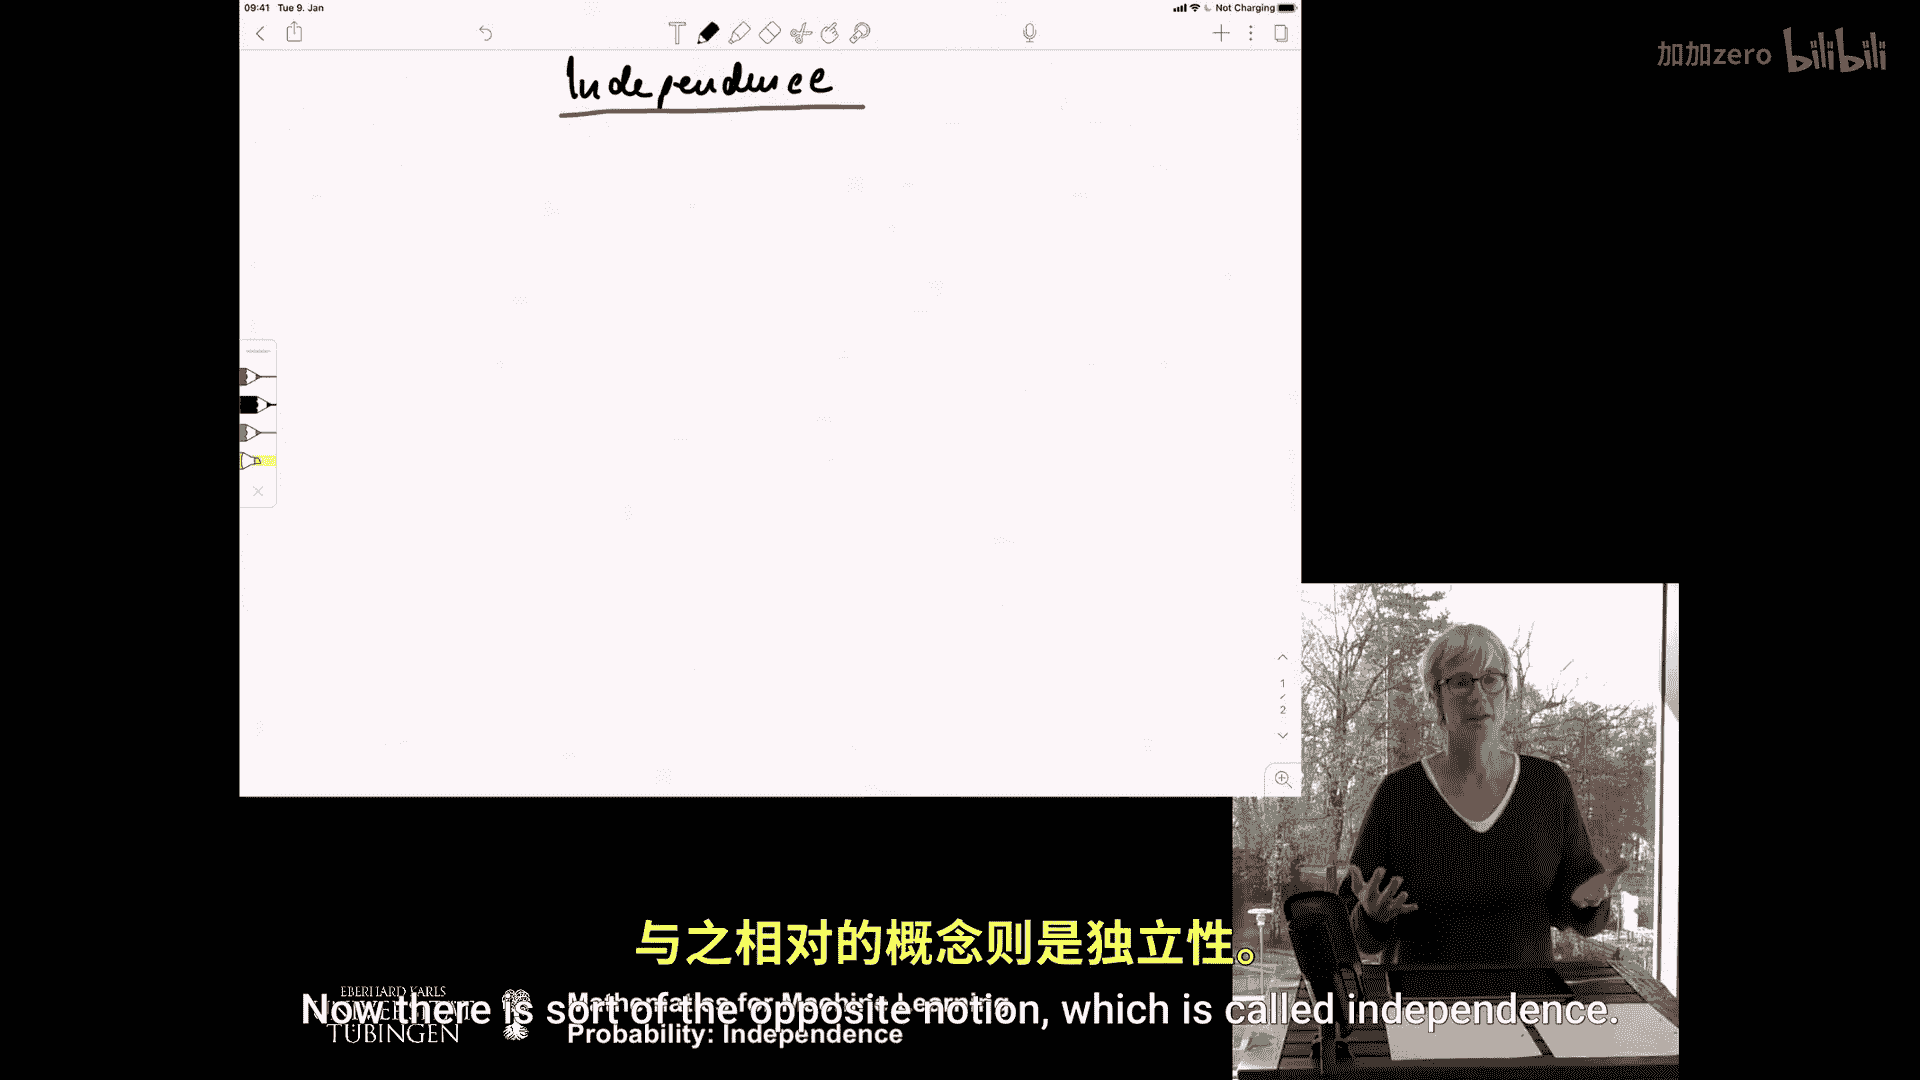 09:41 Tue 9. Jan
Not Charging
Independence
加加zero bilibili
1
2
与之相对的概念则是独立性。
Now there is sort of the opposite notion, which is called independence.
EBERHARD KARLS
UNIVERSITÄT
TÜBINGEN
Mathematics for Machine Learning
Probability: Independence